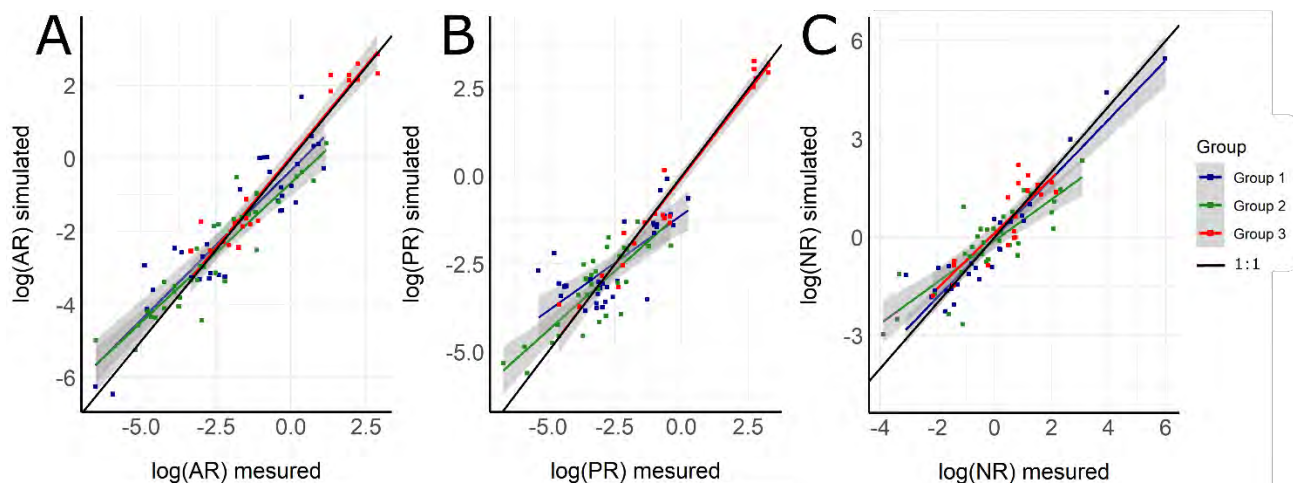 A
log(AR) simulated
2
0
-2
-4
-6
-5.0
-2.5
0.0
2.5
log(AR) mesured
B
log(PR) simulated
2.5
0.0
-2.5
-5.0
-5.0
-2.5
0.0
2.5
log(PR) mesured
C
log(NR) simulated
6
3
0
-3
-4
-2
0
2
4
6
log(NR) mesured
Group
Group 1
Group 2
Group 3
1:1